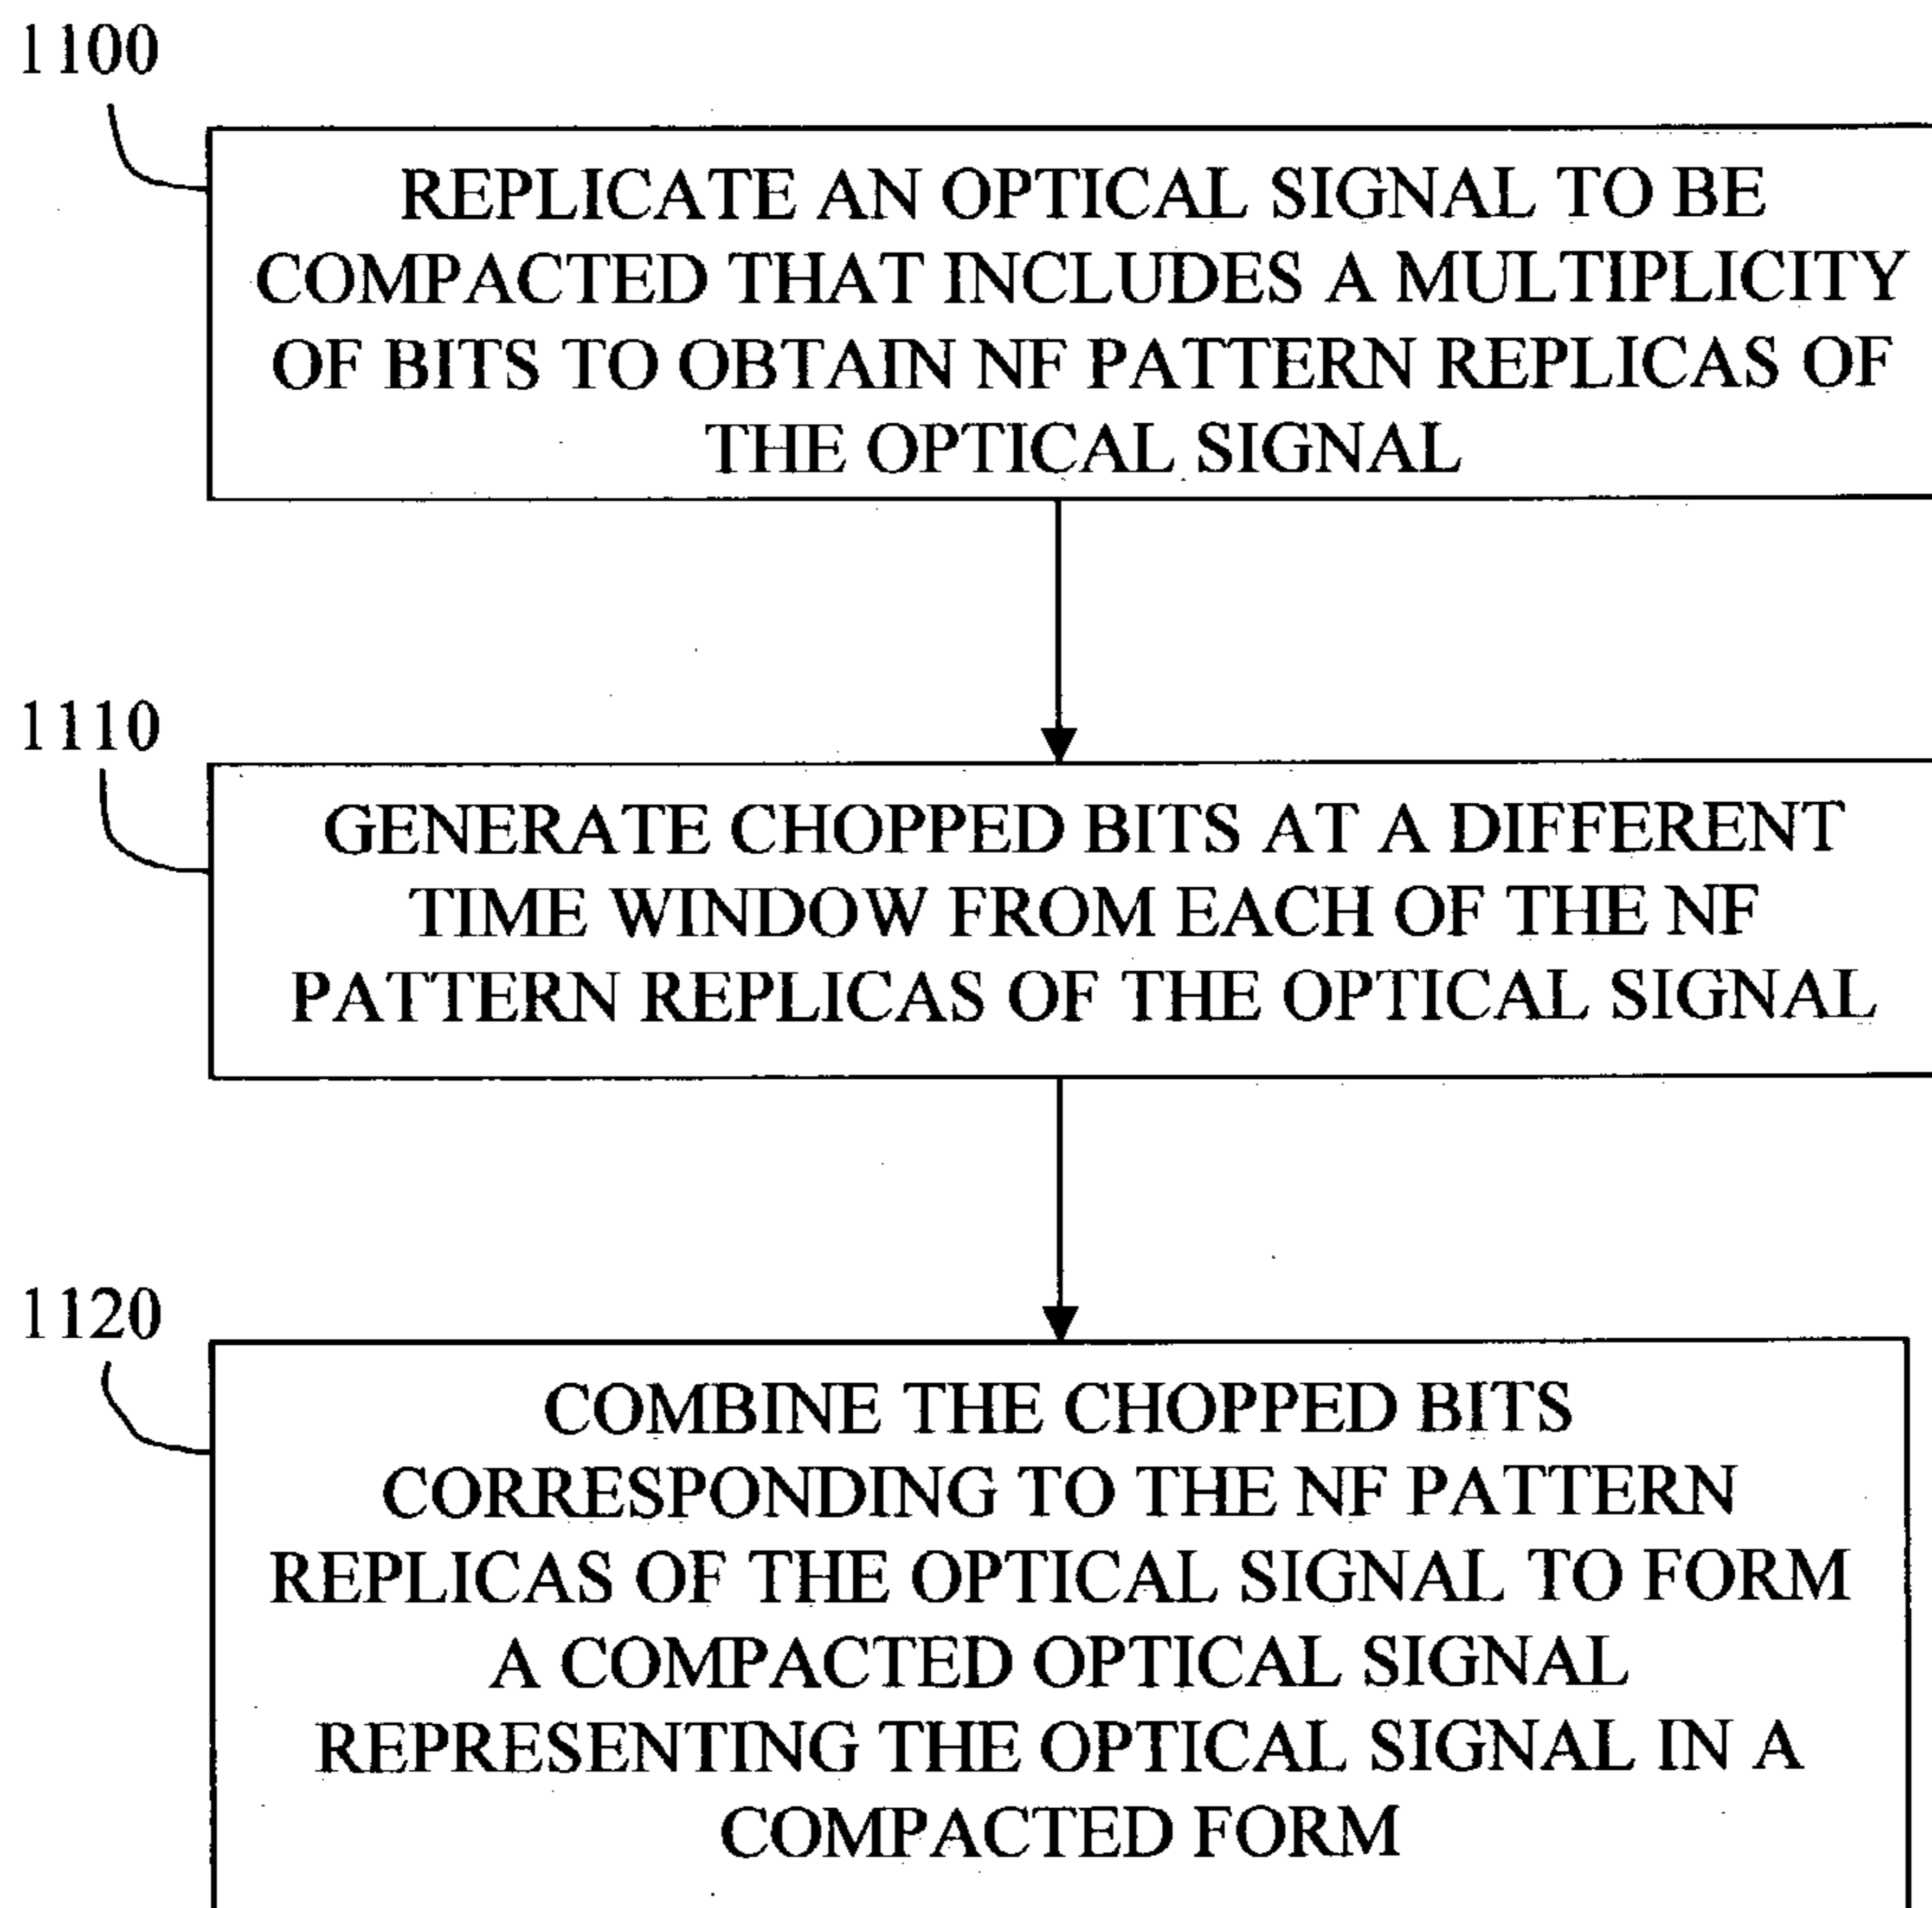 1100
REPLICATE AN OPTICAL SIGNAL TO BE
COMPACTED THAT INCLUDES A MULTIPLICITY
OF BITS TO OBTAIN NF PATTERN REPLICAS OF
THE OPTICAL SIGNAL
1110
GENERATE CHOPPED BITS AT A DIFFERENT
TIME WINDOW FROM EACH OF THE NF
PATTERN REPLICAS OF THE OPTICAL SIGNAL
1120
COMBINE THE CHOPPED BITS
CORRESPONDING TO THE NF PATTERN
REPLICAS OF THE OPTICAL SIGNAL TO FORM
A COMPACTED OPTICAL SIGNAL
REPRESENTING THE OPTICAL SIGNAL IN A
COMPACTED FORM